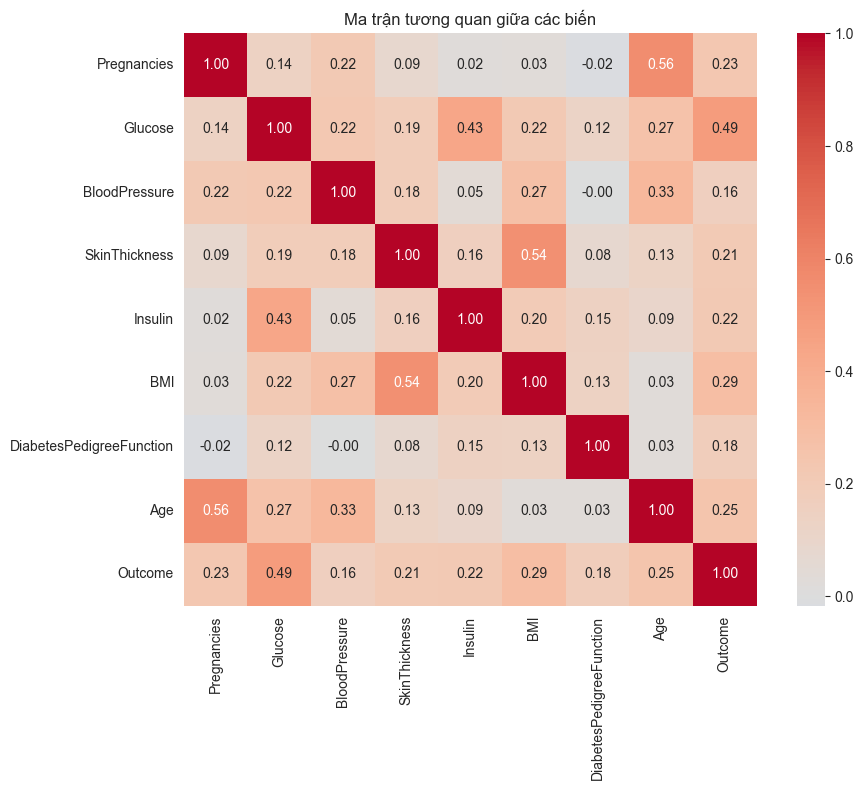 Ma trận tương quan giữa các biến
Pregnancies 1.00 0.14 0.22 0.09 0.02 0.03 -0.02 0.56 0.23
Glucose 0.14 1.00 0.22 0.19 0.43 0.22 0.12 0.27 0.49
BloodPressure 0.22 0.22 1.00 0.18 0.05 0.27 -0.00 0.33 0.16
SkinThickness 0.09 0.19 0.18 1.00 0.16 0.54 0.08 0.13 0.21
Insulin 0.02 0.43 0.05 0.16 1.00 0.20 0.15 0.09 0.22
BMI 0.03 0.22 0.27 0.54 0.20 1.00 0.13 0.03 0.29
DiabetesPedigreeFunction -0.02 0.12 -0.00 0.08 0.15 0.13 1.00 0.03 0.18
Age 0.56 0.27 0.33 0.13 0.09 0.03 0.03 1.00 0.25
Outcome 0.23 0.49 0.16 0.21 0.22 0.29 0.18 0.25 1.00
Pregnancies
Glucose
BloodPressure
SkinThickness
Insulin
BMI
DiabetesPedigreeFunction
Age
Outcome
1.0
0.8
0.6
0.4
0.2
0.0